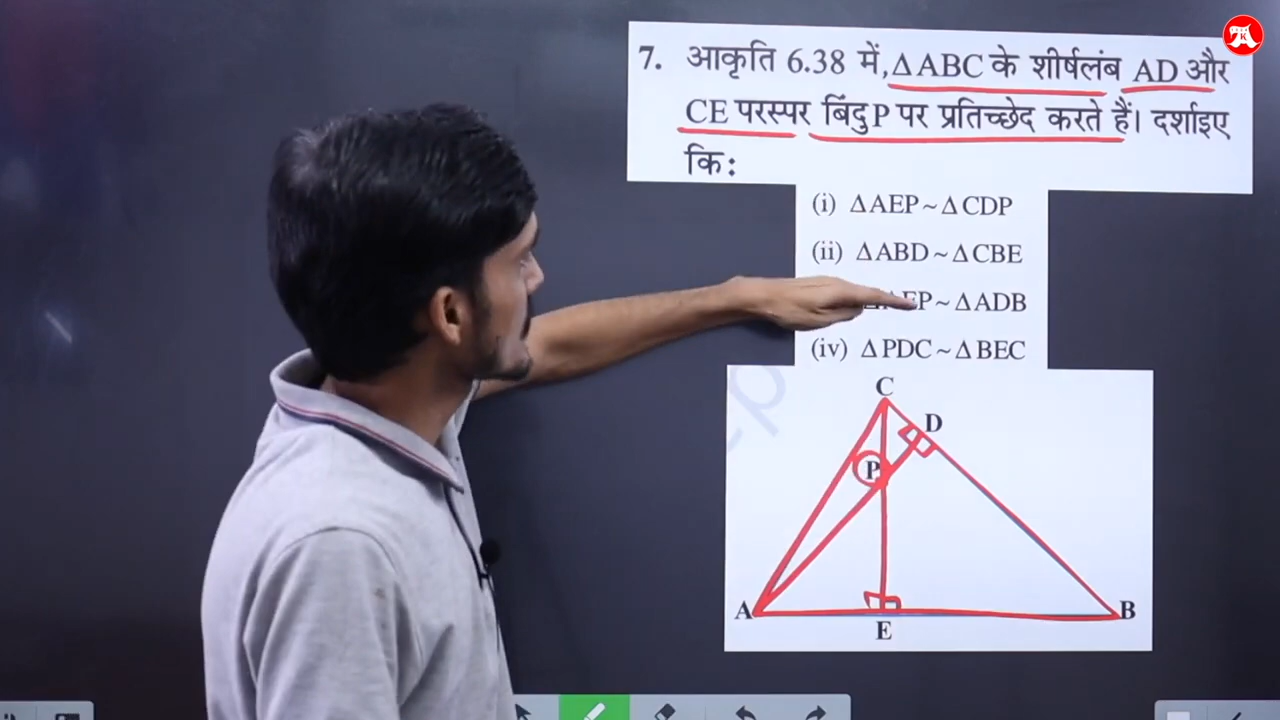 7. आकृति 6.38 में, ΔABC के शीर्षलंब AD और
CE परस्पर बिंदु P पर प्रतिच्छेद करते हैं। दर्शाइए
कि:
(i) ΔAEP ~ ΔCDP
(ii) ΔABD ~ ΔCBE
EP ~ ΔADB
(iv) ΔPDC ~ ΔBEC
C
D
P
A
B
E